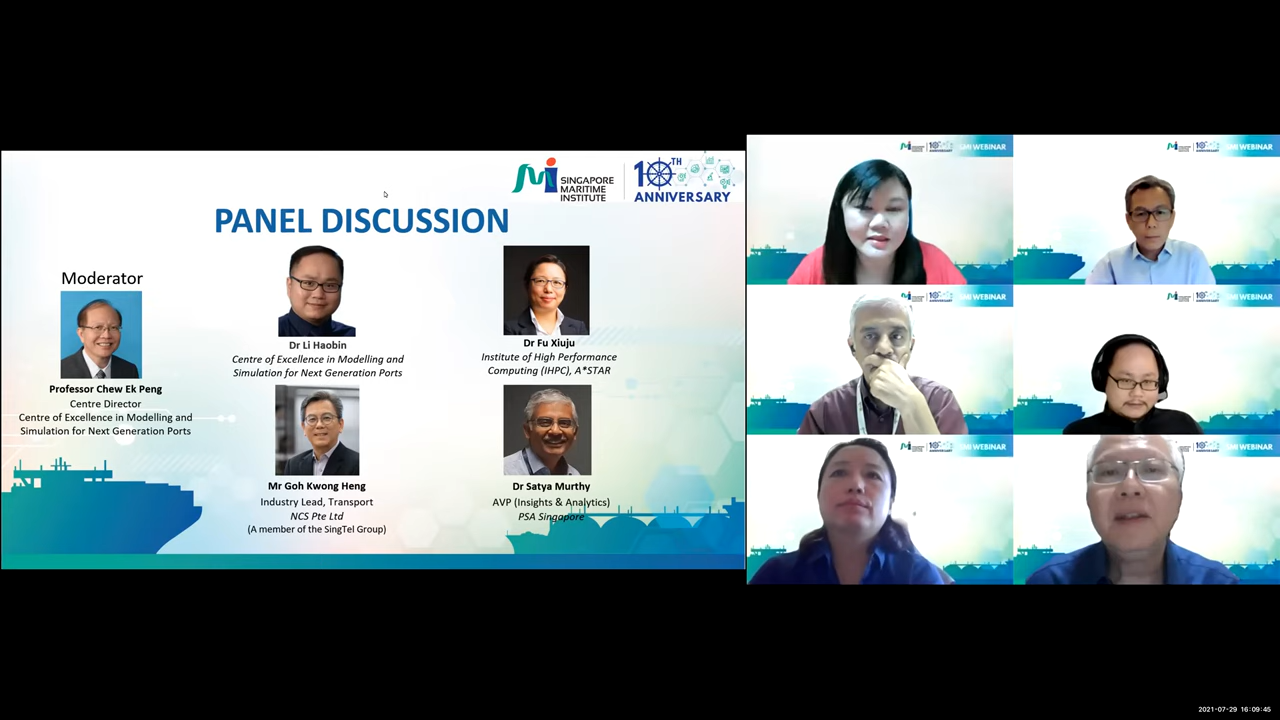 SINGAPORE
MARITIME
INSTITUTE
10TH
ANNIVERSARY
PANEL DISCUSSION
Moderator
Professor Chew Ek Peng
Centre Director
Centre of Excellence in Modelling and
Simulation for Next Generation Ports
Dr Li Haobin
Centre of Excellence in Modelling and
Simulation for Next Generation Ports
Dr Fu Xiuju
Institute of High Performance
Computing (IHPC), A*STAR
Mr Goh Kwong Heng
Industry Lead, Transport
NCS Pte Ltd
(A member of the SingTel Group)
Dr Satya Murthy
AVP (Insights & Analytics)
PSA Singapore
SMI WEBINAR
SMI WEBINAR
SMI WEBINAR
SMI WEBINAR
SMI WEBINAR
SMI WEBINAR
2021-07-29 16:09:45